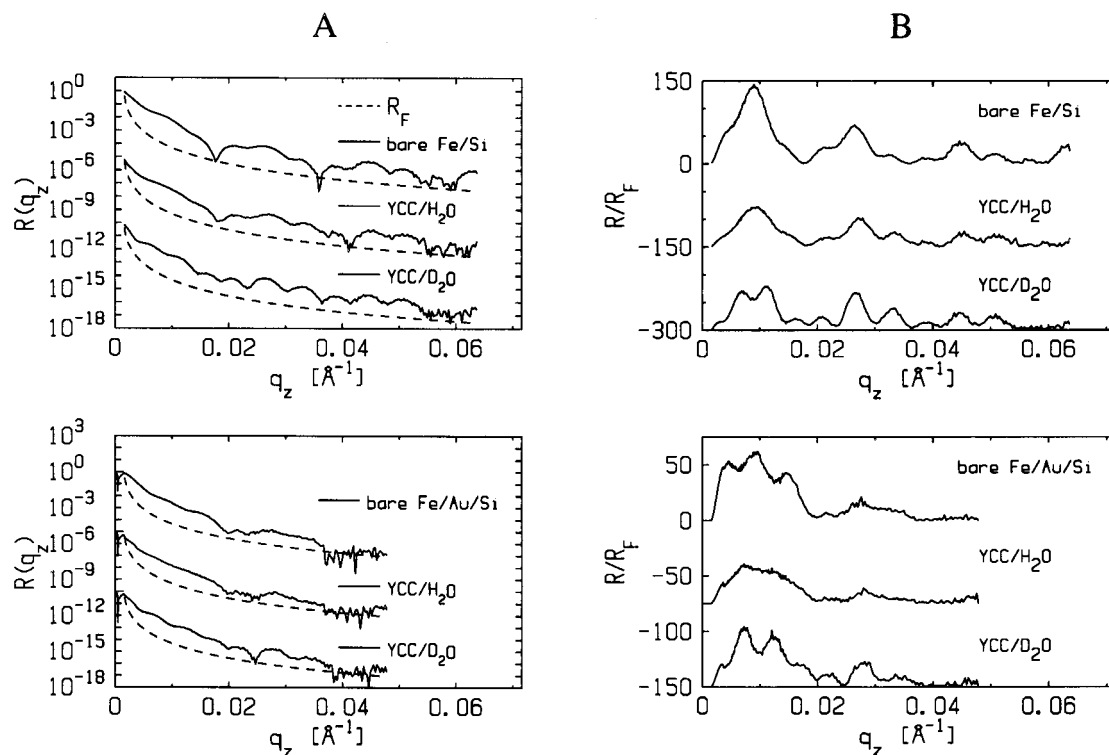 A
B
10^0
10^-3
10^-6
10^-9
10^-12
10^-15
10^-18
R(q_z)
R_F
bare Fe/Si
YCC/H_2O
YCC/D_2O
0
0.02
0.04
0.06
q_z [Å^-1]
150
0
-150
-300
R/R_F
bare Fe/Si
YCC/H_2O
YCC/D_2O
0
0.02
0.04
0.06
q_z [Å^-1]
10^3
10^0
10^-3
10^-6
10^-9
10^-12
10^-15
10^-18
R(q_z)
bare Fe/Au/Si
YCC/H_2O
YCC/D_2O
0
0.02
0.04
0.06
q_z [Å^-1]
50
0
-50
-100
-150
R/R_F
bare Fe/Au/Si
YCC/H_2O
YCC/D_2O
0
0.02
0.04
0.06
q_z [Å^-1]